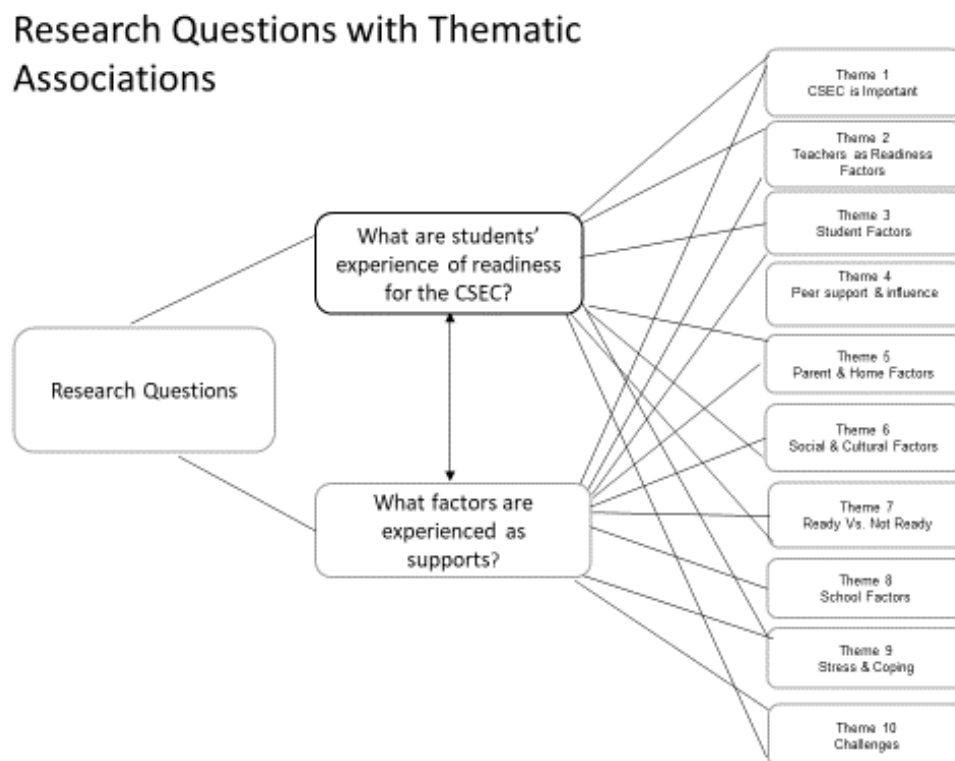 Research Questions with Thematic
Associations
Research Questions
What are students’
experience of readiness
for the CSEC?
What factors are
experienced as
supports?
Theme 1
CSEC is Important
Theme 2
Teachers as Readiness
Factors
Theme 3
Student Factors
Theme 4
Peer support & influence
Theme 5
Parent & Home Factors
Theme 6
Social & Cultural Factors
Theme 7
Ready Vs. Not Ready
Theme 8
School Factors
Theme 9
Stress & Coping
Theme 10
Challenges